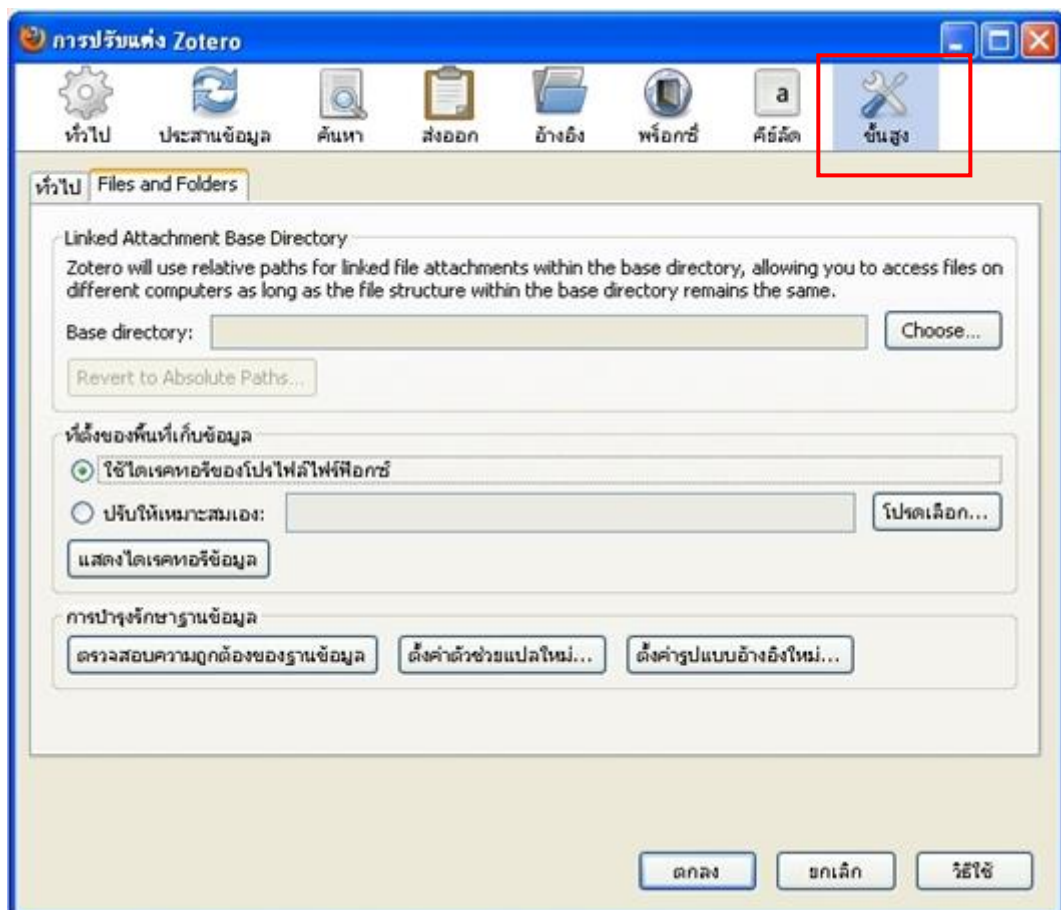 การปรับแต่ง Zotero
ทั่วไป ประสานข้อมูล ค้นหา ส่งออก อ้างอิง พร็อกซี่ คีย์ลัด ขั้นสูง
a
ทั่วไป Files and Folders
Linked Attachment Base Directory
Zotero will use relative paths for linked file attachments within the base directory, allowing you to access files on
different computers as long as the file structure within the base directory remains the same.
Base directory: Choose...
Revert to Absolute Paths...
ที่ตั้งของพื้นที่เก็บข้อมูล
ใช้ไดเรคทอรีของโปรไฟล์ไฟร์ฟ็อกซ์
ปรับให้เหมาะสมเอง: โปรดเลือก...
แสดงไดเรคทอรีข้อมูล
การบำรุงรักษาฐานข้อมูล
ตรวจสอบความถูกต้องของฐานข้อมูล ตั้งค่าตัวช่วยแปลใหม่... ตั้งค่ารูปแบบอ้างอิงใหม่...
ตกลง ยกเลิก วิธีใช้